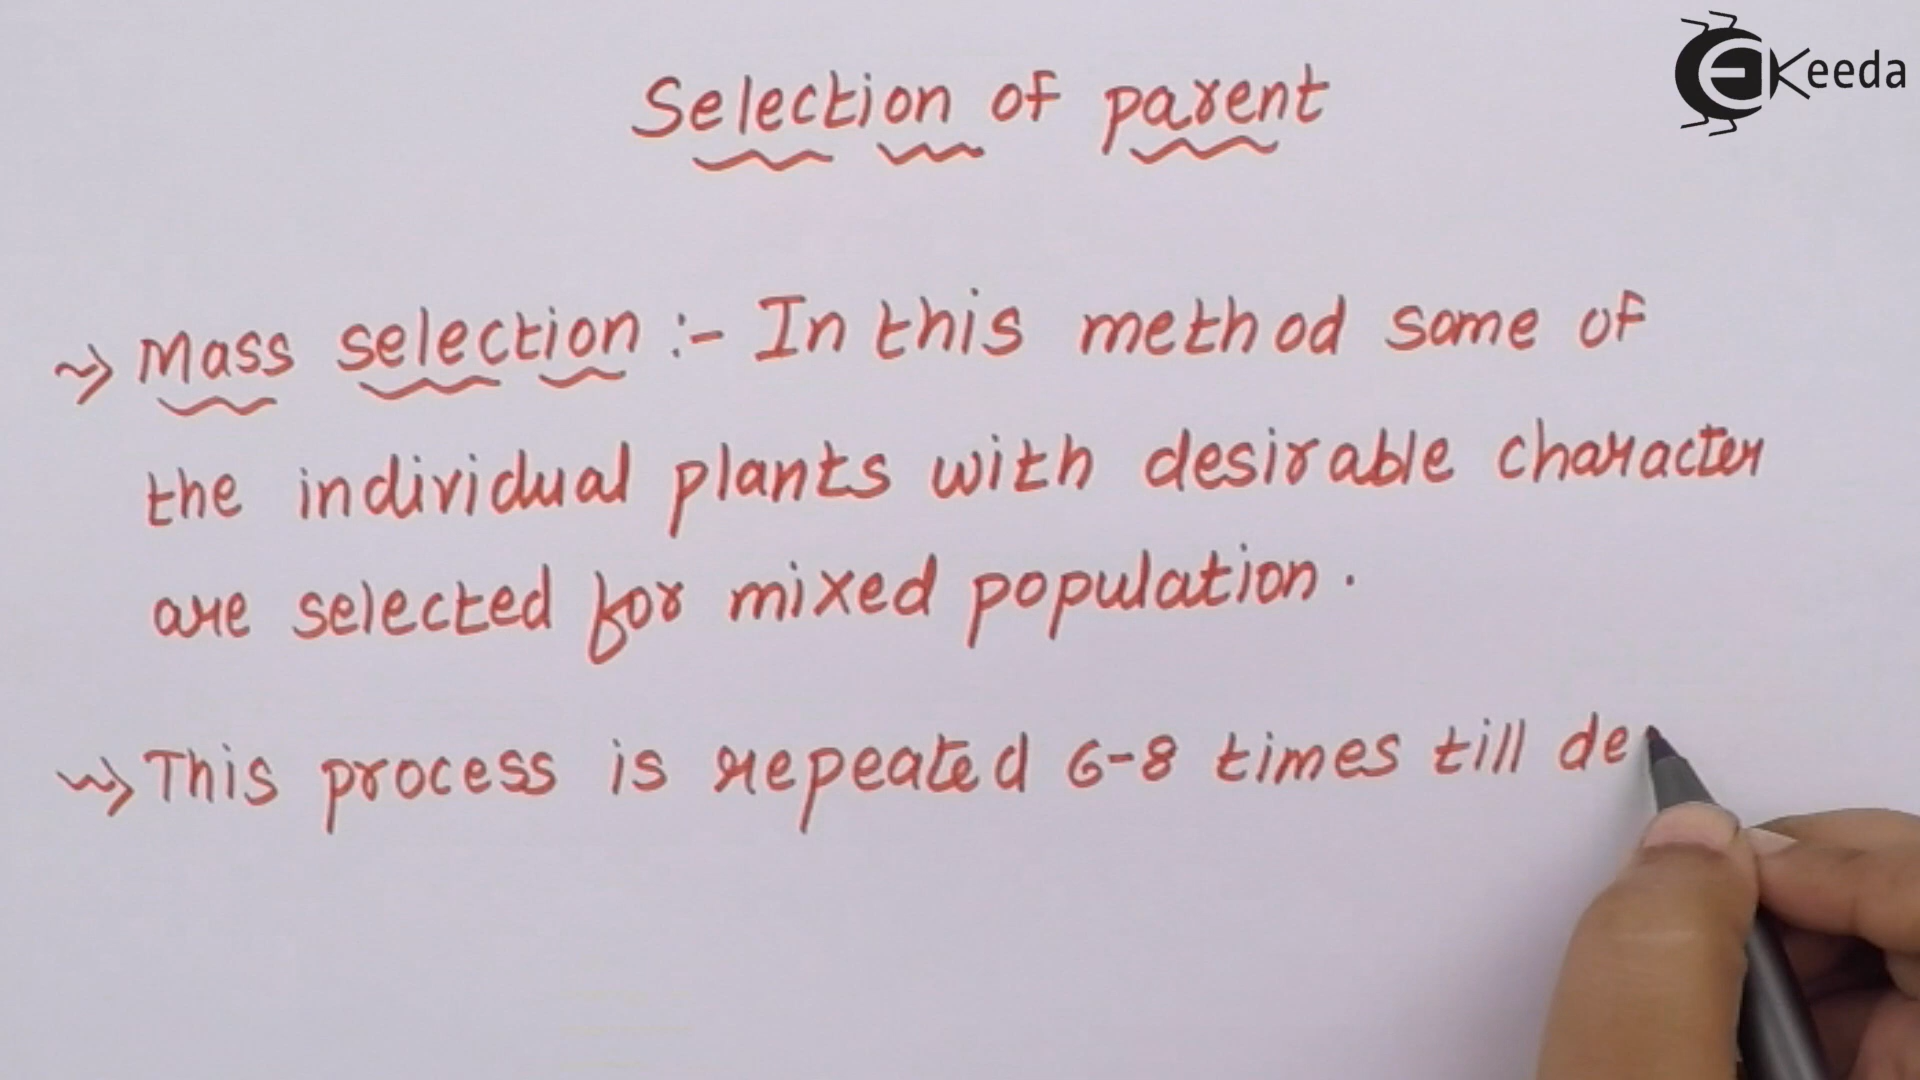 Keeda
Selection of parent
Mass selection :- In this method some of
the individual plants with desirable character
are selected for mixed population.
This process is repeated 6-8 times till de